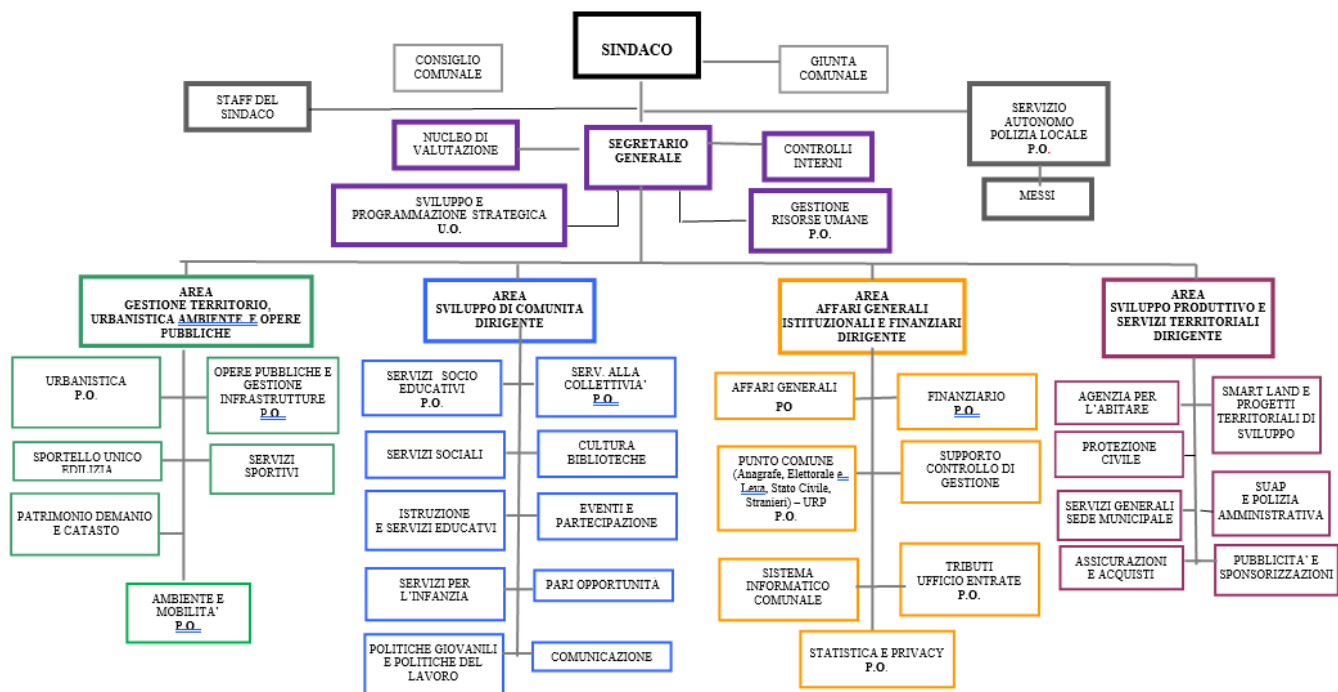 SINDACO
CONSIGLIO
COMUNALE
GIUNTA
COMUNALE
STAFF DEL
SINDACO
SERVIZIO
AUTONOMO
POLIZIA LOCALE
P.O.
NUCLEO DI
VALUTAZIONE
SEGRETARIO
GENERALE
CONTROLLI
INTERNI
MESSI
SVILUPPO E
PROGRAMMAZIONE STRATEGICA
U.O.
GESTIONE
RISORSE UMANE
P.O.
AREA
GESTIONE TERRITORIO,
URBANISTICA AMBIENTE E OPERE
PUBBLICHE
AREA
SVILUPPO DI COMUNITA
DIRIGENTE
AREA
AFFARI GENERALI
ISTITUZIONALI E FINANZIARI
DIRIGENTE
AREA
SVILUPPO PRODUTTIVO E
SERVIZI TERRITORIALI
DIRIGENTE
URBANISTICA
P.O.
OPERE PUBBLICHE E
GESTIONE
INFRASTRUTTURE
P.O.
SPORTELLO UNICO
EDILIZIA
SERVIZI
SPORTIVI
PATRIMONIO DEMANIO
E CATASTO
AMBIENTE E
MOBILITA'
P.O.
SERVIZI SOCIO
EDUCATIVI
P.O.
SERV. ALLA
COLLETTIVIA'
P.O.
SERVIZI SOCIALI
CULTURA
BIBLIOTECHE
ISTRUZIONE
E SERVIZI EDUCATVI
EVENTI E
PARTECIPAZIONE
SERVIZI PER
L'INFANZIA
PARI OPPORTUNITA
POLITICHE GIOVANILI
E POLITICHE DEL
LAVORO
COMUNICAZIONE
AFFARI GENERALI
PO
FINANZIARIO
P.O.
PUNTO COMUNE
(Anagrafe, Elettorale e
Leva, Stato Civile,
Stranieri) – URP
P.O.
SUPPORTO
CONTROLLO DI
GESTIONE
SISTEMA
INFORMATICO
COMUNALE
TRIBUTI
UFFICIO ENTRATE
P.O.
STATISTICA E PRIVACY
P.O.
AGENZIA PER
L'ABITARE
SMART LAND E
PROGETTI
TERRITORIALI DI
SVILUPPO
PROTEZIONE
CIVILE
SERVIZI GENERALI
SEDE MUNICIPALE
SUAP
E POLIZIA
AMMINISTRATIVA
ASSICURAZIONI
E ACQUISTI
PUBBLICITA' E
SPONSORIZZAZIONI